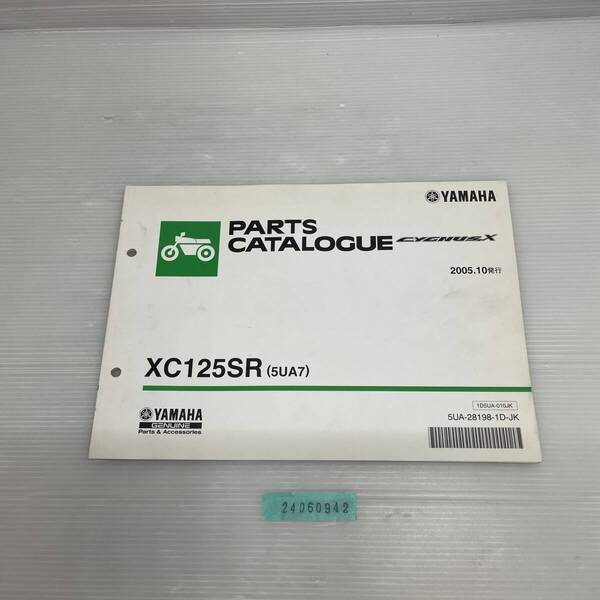 YAMAHA
PARTS
CATALOGUE CYGNUS X
2005.10発行
XC125SR (5UA7)
1D5UA-010JK
5UA-28198-1D-JK
YAMAHA
GENUINE
Parts & Accessories
24060942